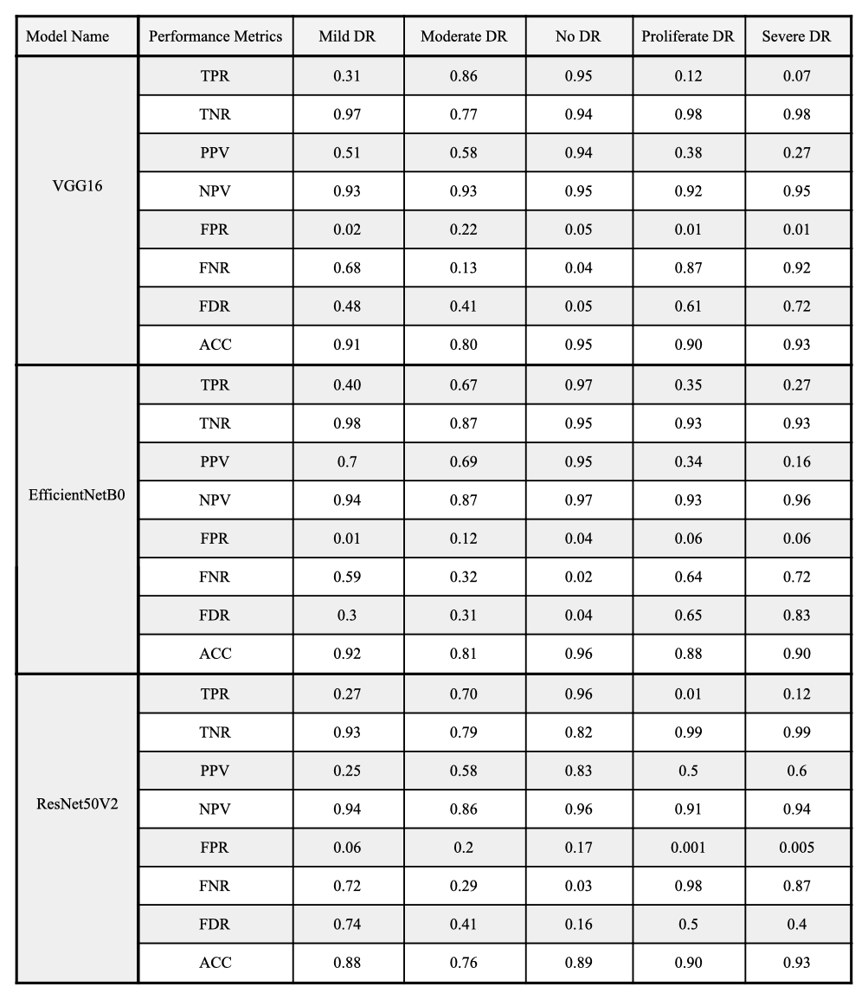 Model Name Performance Metrics Mild DR Moderate DR No DR Proliferate DR Severe DR
VGG16
TPR 0.31 0.86 0.95 0.12 0.07
TNR 0.97 0.77 0.94 0.98 0.98
PPV 0.51 0.58 0.94 0.38 0.27
NPV 0.93 0.93 0.95 0.92 0.95
FPR 0.02 0.22 0.05 0.01 0.01
FNR 0.68 0.13 0.04 0.87 0.92
FDR 0.48 0.41 0.05 0.61 0.72
ACC 0.91 0.80 0.95 0.90 0.93
EfficientNetB0
TPR 0.40 0.67 0.97 0.35 0.27
TNR 0.98 0.87 0.95 0.93 0.93
PPV 0.7 0.69 0.95 0.34 0.16
NPV 0.94 0.87 0.97 0.93 0.96
FPR 0.01 0.12 0.04 0.06 0.06
FNR 0.59 0.32 0.02 0.64 0.72
FDR 0.3 0.31 0.04 0.65 0.83
ACC 0.92 0.81 0.96 0.88 0.90
ResNet50V2
TPR 0.27 0.70 0.96 0.01 0.12
TNR 0.93 0.79 0.82 0.99 0.99
PPV 0.25 0.58 0.83 0.5 0.6
NPV 0.94 0.86 0.96 0.91 0.94
FPR 0.06 0.2 0.17 0.001 0.005
FNR 0.72 0.29 0.03 0.98 0.87
FDR 0.74 0.41 0.16 0.5 0.4
ACC 0.88 0.76 0.89 0.90 0.93